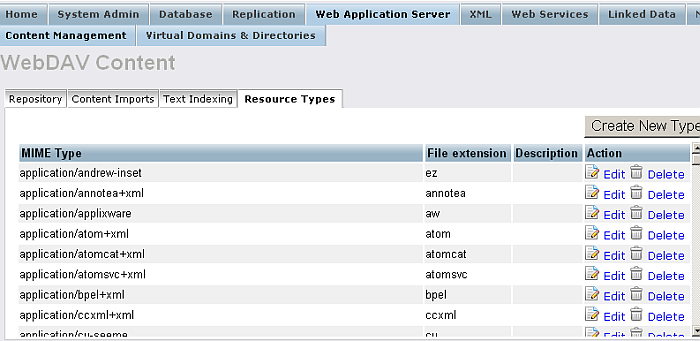 Home System Admin Database Replication Web Application Server XML Web Services Linked Data
Content Management Virtual Domains & Directories
WebDAV Content
Repository Content Imports Text Indexing Resource Types
Create New Type
MIME Type File extension Description Action
application/andrew-inset ez Edit Delete
application/annotea+xml annotea Edit Delete
application/applixware aw Edit Delete
application/atom+xml atom Edit Delete
application/atomcat+xml atomcat Edit Delete
application/atomsvc+xml atomsvc Edit Delete
application/bpel+xml bpel Edit Delete
application/ccxml+xml ccxml Edit Delete
application/cu-seeme cu Edit Delete